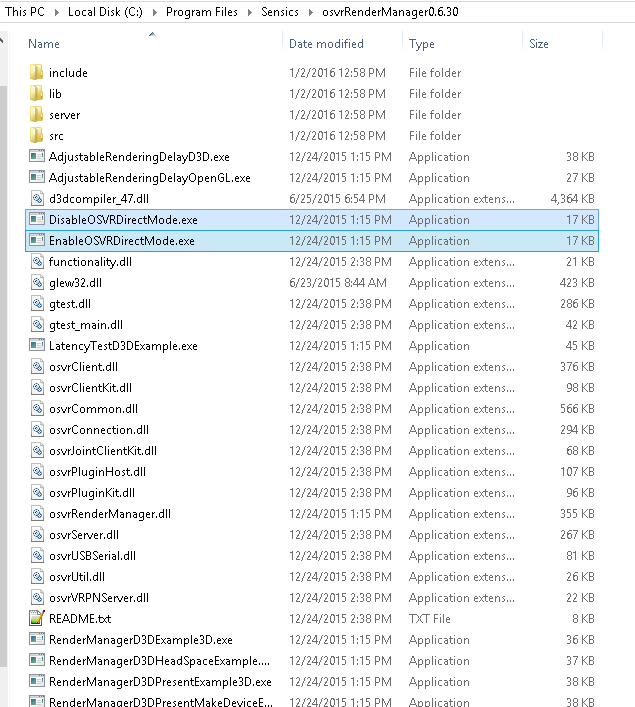 This PC › Local Disk (C:) › Program Files › Sensics › osvrRenderManager0.6.30
Name Date modified Type Size
include 1/2/2016 12:58 PM File folder
lib 1/2/2016 12:58 PM File folder
server 1/2/2016 12:58 PM File folder
src 1/2/2016 12:58 PM File folder
AdjustableRenderingDelayD3D.exe 12/24/2015 1:15 PM Application 38 KB
AdjustableRenderingDelayOpenGL.exe 12/24/2015 1:15 PM Application 27 KB
d3dcompiler_47.dll 6/25/2015 6:54 PM Application extens... 4,364 KB
DisableOSVRDirectMode.exe 12/24/2015 1:15 PM Application 17 KB
EnableOSVRDirectMode.exe 12/24/2015 1:15 PM Application 17 KB
functionality.dll 12/24/2015 2:38 PM Application extens... 21 KB
glew32.dll 6/23/2015 8:44 AM Application extens... 423 KB
gtest.dll 12/24/2015 2:38 PM Application extens... 286 KB
gtest_main.dll 12/24/2015 2:38 PM Application extens... 42 KB
LatencyTestD3DExample.exe 12/24/2015 1:15 PM Application 45 KB
osvrClient.dll 12/24/2015 2:38 PM Application extens... 376 KB
osvrClientKit.dll 12/24/2015 2:38 PM Application extens... 98 KB
osvrCommon.dll 12/24/2015 2:38 PM Application extens... 566 KB
osvrConnection.dll 12/24/2015 2:38 PM Application extens... 294 KB
osvrJointClientKit.dll 12/24/2015 2:38 PM Application extens... 68 KB
osvrPluginHost.dll 12/24/2015 2:38 PM Application extens... 107 KB
osvrPluginKit.dll 12/24/2015 2:38 PM Application extens... 96 KB
osvrRenderManager.dll 12/24/2015 1:15 PM Application extens... 355 KB
osvrServer.dll 12/24/2015 2:38 PM Application extens... 267 KB
osvrUSBSerial.dll 12/24/2015 2:38 PM Application extens... 81 KB
osvrUtil.dll 12/24/2015 2:38 PM Application extens... 26 KB
osvrVRPNServer.dll 12/24/2015 2:38 PM Application extens... 22 KB
README.txt 12/24/2015 2:38 PM TXT File 8 KB
RenderManagerD3DExample3D.exe 12/24/2015 1:15 PM Application 36 KB
RenderManagerD3DHeadSpaceExample.... 12/24/2015 1:15 PM Application 37 KB
RenderManagerD3DPresentExample3D.exe 12/24/2015 1:15 PM Application 38 KB
RenderManagerD3DPresentMakeDeviceE... 12/24/2015 1:15 PM Application 38 KB